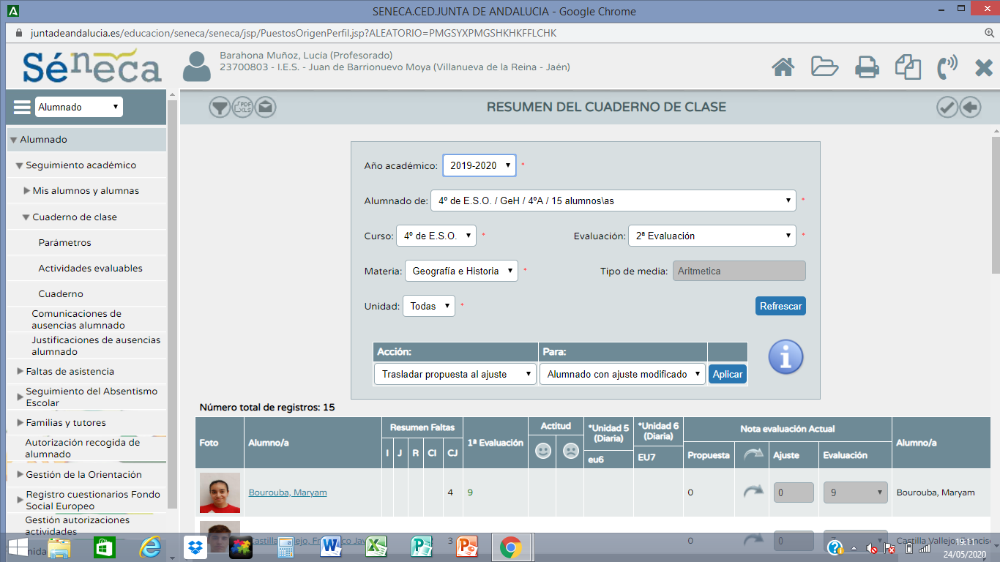 SENECA.CED.JUNTA DE ANDALUCIA - Google Chrome
juntadeandalucia.es/educacion/seneca/seneca/jsp/PuestosOrigenPerfil.jsp?ALEATORIO=PMGSYXPMGSHKHKFFLCHK
Séneca
Barahona Muñoz, Lucía (Profesorado)
23700803 - I.E.S. - Juan de Barrionuevo Moya (Villanueva de la Reina - Jaén)
Alumnado
PDF
XLS
RESUMEN DEL CUADERNO DE CLASE
Alumnado
Seguimiento académico
Mis alumnos y alumnas
Cuaderno de clase
Parámetros
Actividades evaluables
Cuaderno
Comunicaciones de
ausencias alumnado
Justificaciones de ausencias
alumnado
Faltas de asistencia
Seguimiento del Absentismo
Escolar
Familias y tutores
Autorización recogida de
alumnado
Gestión de la Orientación
Registro cuestionarios Fondo
Social Europeo
Gestión autorizaciones
actividades
Año académico: 2019-2020 *
Alumnado de: 4º de E.S.O. / GeH / 4ºA / 15 alumnos\as *
Curso: 4º de E.S.O. * Evaluación: 2ª Evaluación *
Materia: Geografía e Historia * Tipo de media: Aritmetica
Unidad: Todas * Refrescar
Acción: Para:
Trasladar propuesta al ajuste Alumnado con ajuste modificado Aplicar
Número total de registros: 15
Foto Alumno/a Resumen Faltas 1ª Evaluación Actitud *Unidad 5 (Diaria) *Unidad 6 (Diaria) Nota evaluación Actual Alumno/a
I J R CI CJ eu6 EU7 Propuesta Ajuste Evaluación
Bourouba, Maryam 4 9 0 0 9 Bourouba, Maryam
3 0 0 Castilla Vallejo
19:11
24/05/2020